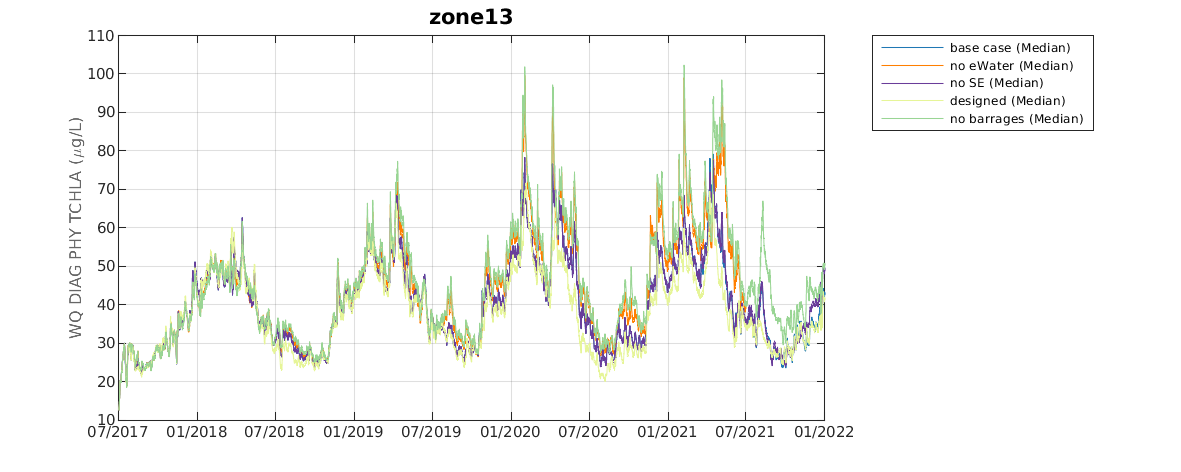 zone13
WQ DIAG PHY TCHLA (μg/L)
110
100
90
80
70
60
50
40
30
20
10
07/2017 01/2018 07/2018 01/2019 07/2019 01/2020 07/2020 01/2021 07/2021 01/2022
base case (Median)
no eWater (Median)
no SE (Median)
designed (Median)
no barrages (Median)